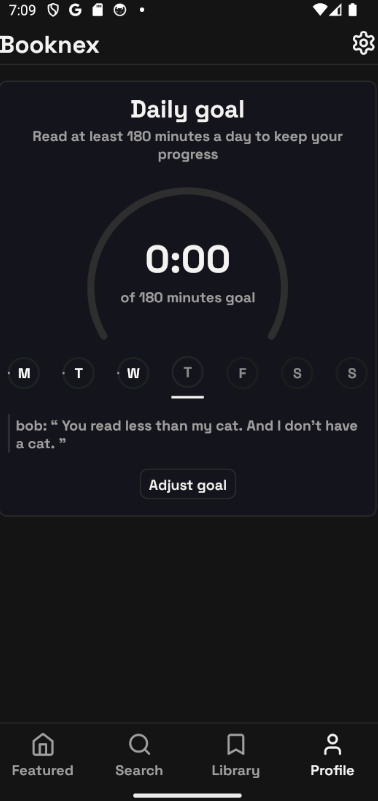 7:09
Booknex
Daily goal
Read at least 180 minutes a day to keep your
progress
0:00
of 180 minutes goal
M T W T F S S
bob: “ You read less than my cat. And I don't have
a cat. ”
Adjust goal
Featured Search Library Profile